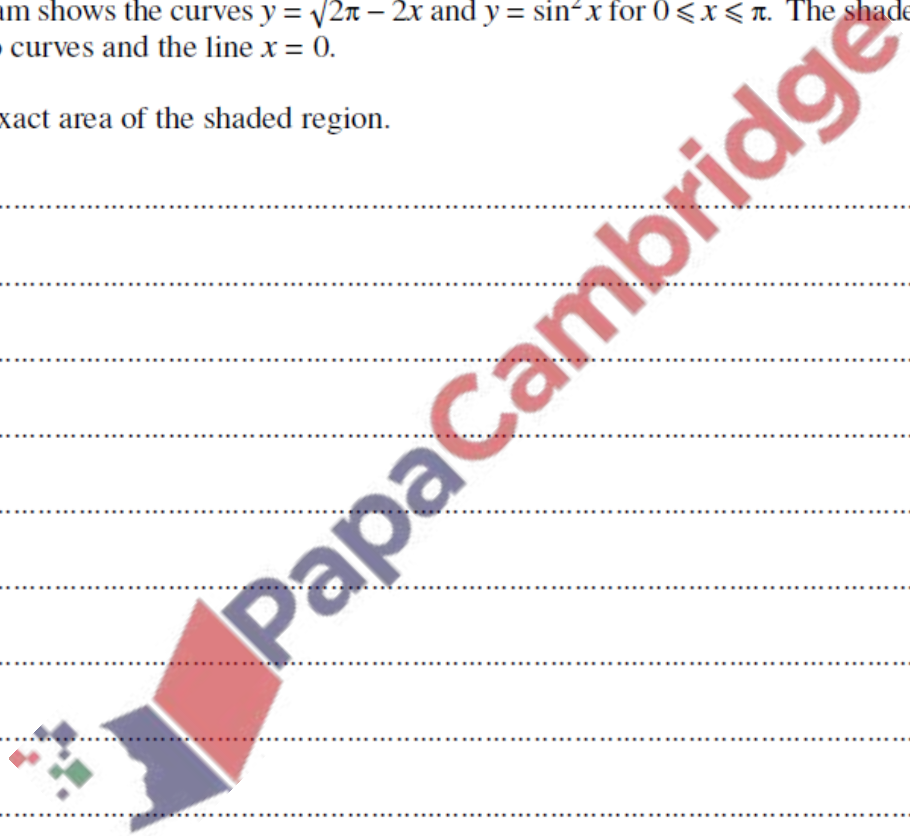 am shows the curves y = √2π − 2x and y = sin² x for 0 ⩽ x ⩽ π. The shade
curves and the line x = 0.
xact area of the shaded region.
PapaCambridge